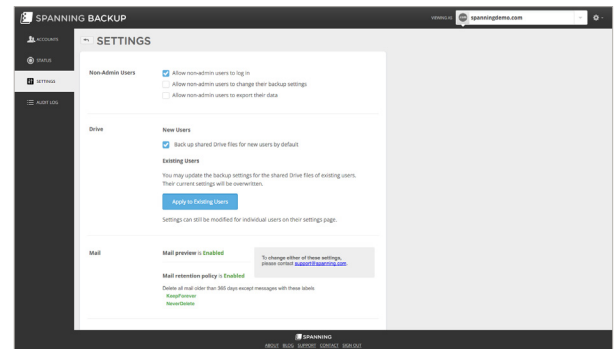 SPANNING BACKUP
VIEWING AS
spanningdemo.com
ACCOUNTS
STATUS
SETTINGS
AUDIT LOG
SETTINGS
Non-Admin Users
Allow non-admin users to log in
Allow non-admin users to change their backup settings
Allow non-admin users to export their data
Drive
New Users
Back up shared Drive files for new users by default
Existing Users
You may update the backup settings for the shared Drive files of existing users.
Their current settings will be overwritten.
Apply to Existing Users
Settings can still be modified for individual users on their settings page.
Mail
Mail preview is Enabled
To change either of these settings,
please contact support@spanning.com.
Mail retention policy is Enabled
Delete all mail older than 365 days except messages with these labels
KeepForever
NeverDelete
SPANNING
ABOUT BLOG SUPPORT CONTACT SIGN OUT